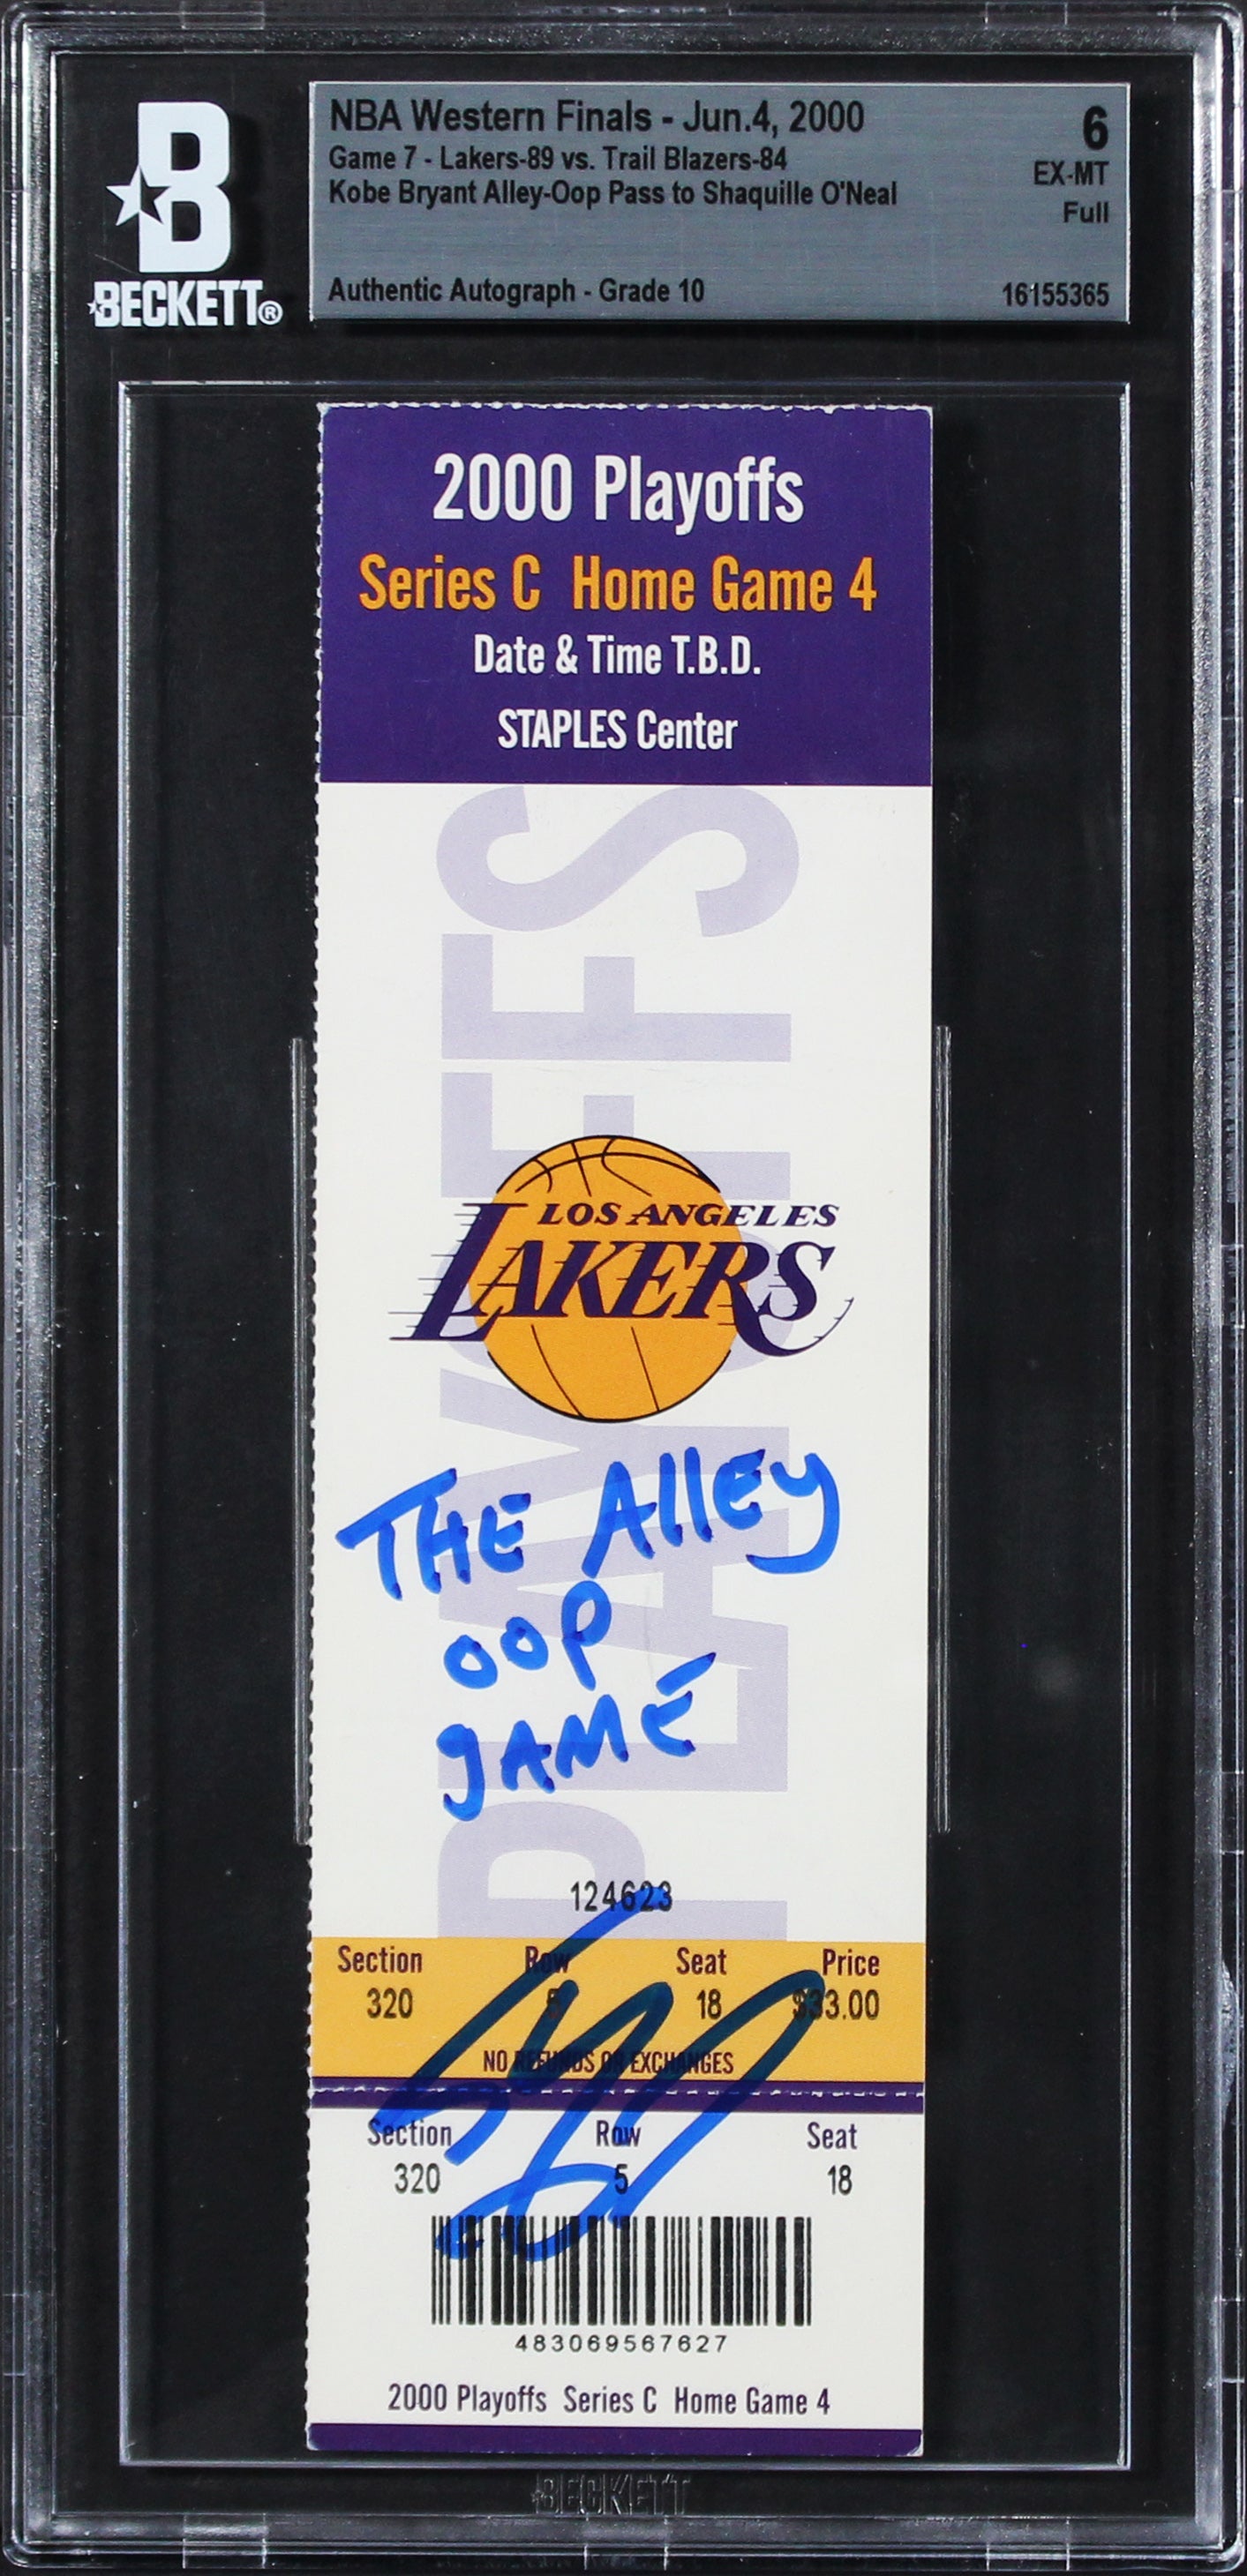 NBA Western Finals - Jun.4, 2000
6
Game 7 - Lakers-89 vs. Trail Blazers-84
EX-MT
Kobe Bryant Alley-Oop Pass to Shaquille O'Neal
Full
Authentic Autograph - Grade 10
16155365
B
BECKETT®
2000 Playoffs
Series C Home Game 4
Date & Time T.B.D.
STAPLES Center
PLAYOFFS
LOS ANGELES
LAKERS
THE Alley
OOP
GAME
124623
Section Row Seat Price
320 5 18 $33.00
NO REFUNDS OR EXCHANGES
Section Row Seat
320 5 18
483069567627
2000 Playoffs Series C Home Game 4
BECKETT